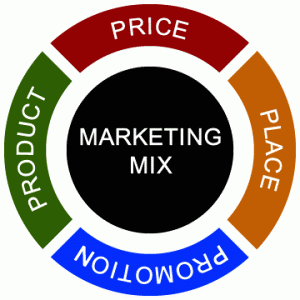 PRICE
PRODUCT
MARKETING
MIX
PLACE
PROMOTION